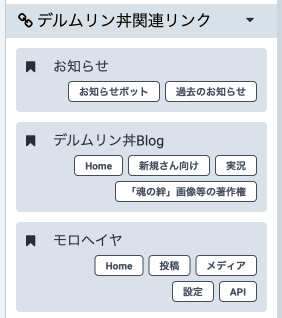 デルムリン丼関連リンク
お知らせ
お知らせボット 過去のお知らせ
デルムリン丼Blog
Home 新規さん向け 実況
「魂の絆」画像等の著作権
モロヘイヤ
Home 投稿 メディア
設定 API